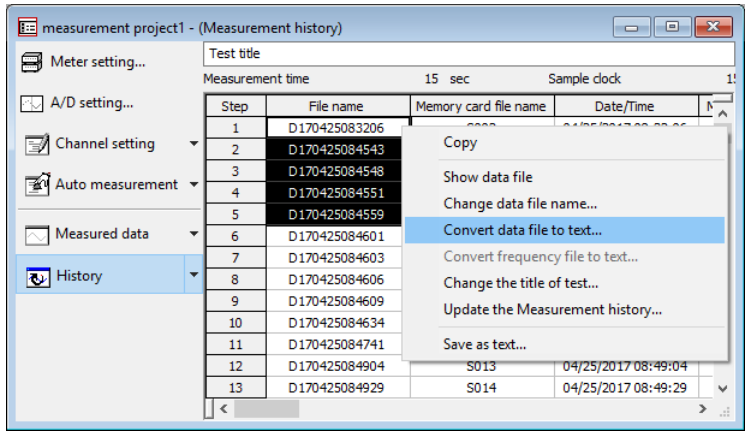 measurement project1 - (Measurement history)
Meter setting...
A/D setting...
Channel setting
Auto measurement
Measured data
History
Test title
Measurement time 15 sec Sample clock
Step File name Memory card file name Date/Time
1 D170425083206
2 D170425084543
3 D170425084548
4 D170425084551
5 D170425084559
6 D170425084601
7 D170425084603
8 D170425084606
9 D170425084609
10 D170425084634
11 D170425084741
12 D170425084904 S013 04/25/2017 08:49:04
13 D170425084929 S014 04/25/2017 08:49:29
Copy
Show data file
Change data file name...
Convert data file to text...
Convert frequency file to text...
Change the title of test...
Update the Measurement history...
Save as text...